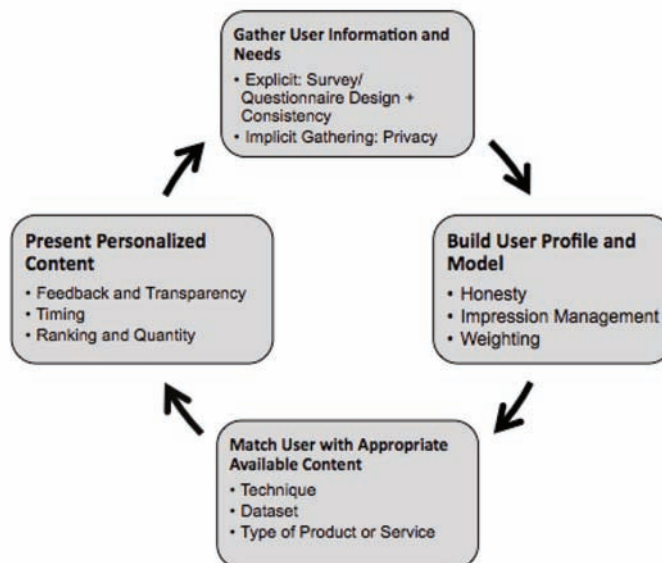 Gather User Information and
Needs
• Explicit: Survey/
Questionnaire Design +
Consistency
• Implicit Gathering: Privacy
Build User Profile and
Model
• Honesty
• Impression Management
• Weighting
Match User with Appropriate
Available Content
• Technique
• Dataset
• Type of Product or Service
Present Personalized
Content
• Feedback and Transparency
• Timing
• Ranking and Quantity